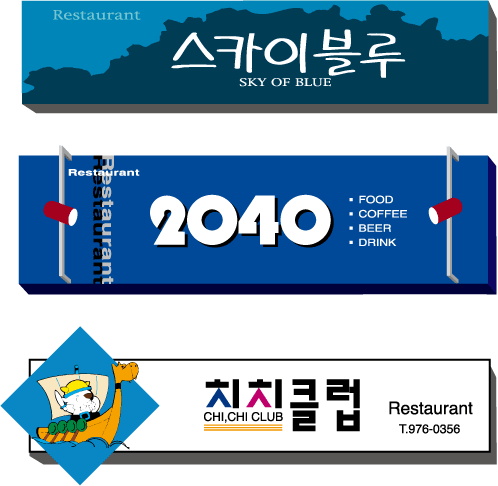 Restaurant
스카이블루
SKY OF BLUE
Restaurant
Restaurant
Restaurant
2040
▪ FOOD
▪ COFFEE
▪ BEER
▪ DRINK
치치클럽
CHI,CHI CLUB
Restaurant
T.976-0356